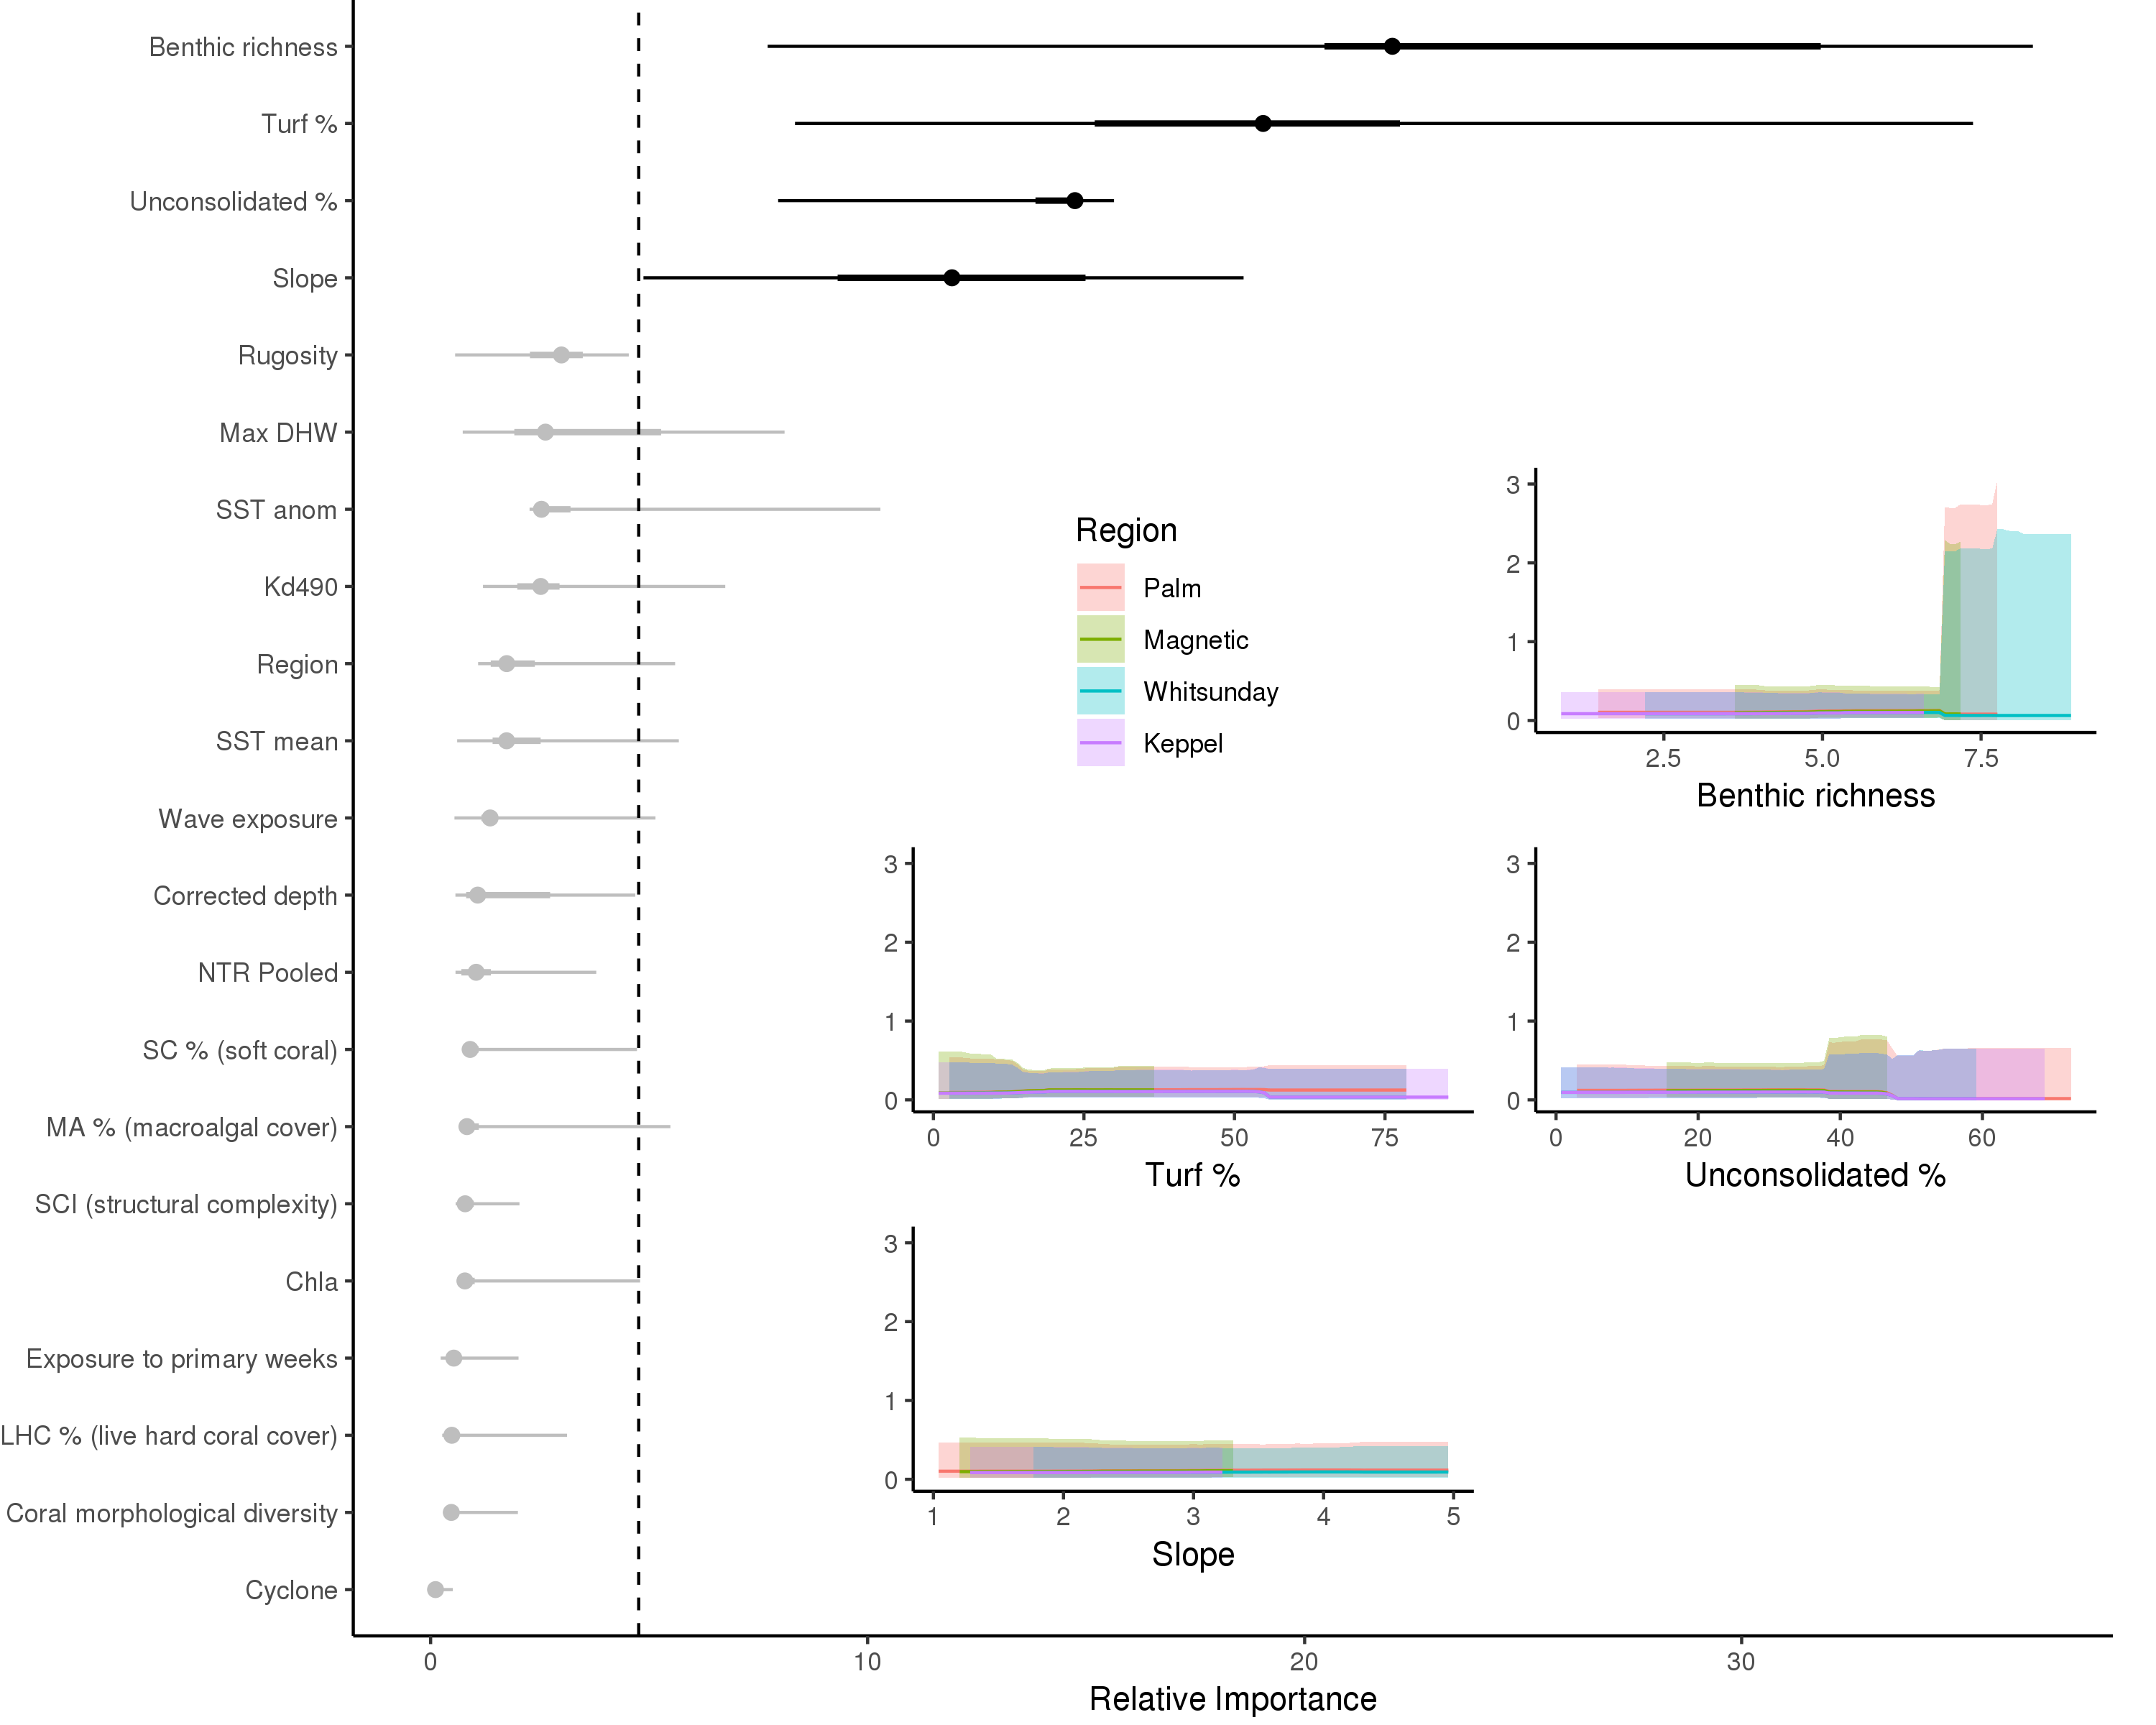 Benthic richness
Turf %
Unconsolidated %
Slope
Rugosity
Max DHW
SST anom
Kd490
Region
SST mean
Wave exposure
Corrected depth
NTR Pooled
SC % (soft coral)
MA % (macroalgal cover)
SCI (structural complexity)
Chla
Exposure to primary weeks
LHC % (live hard coral cover)
Coral morphological diversity
Cyclone
0 10 20 30
Relative Importance
Region
Palm
Magnetic
Whitsunday
Keppel
3
2
1
0
2.5 5.0 7.5
Benthic richness
3
2
1
0
0 25 50 75
Turf %
3
2
1
0
0 20 40 60
Unconsolidated %
3
2
1
0
1 2 3 4 5
Slope